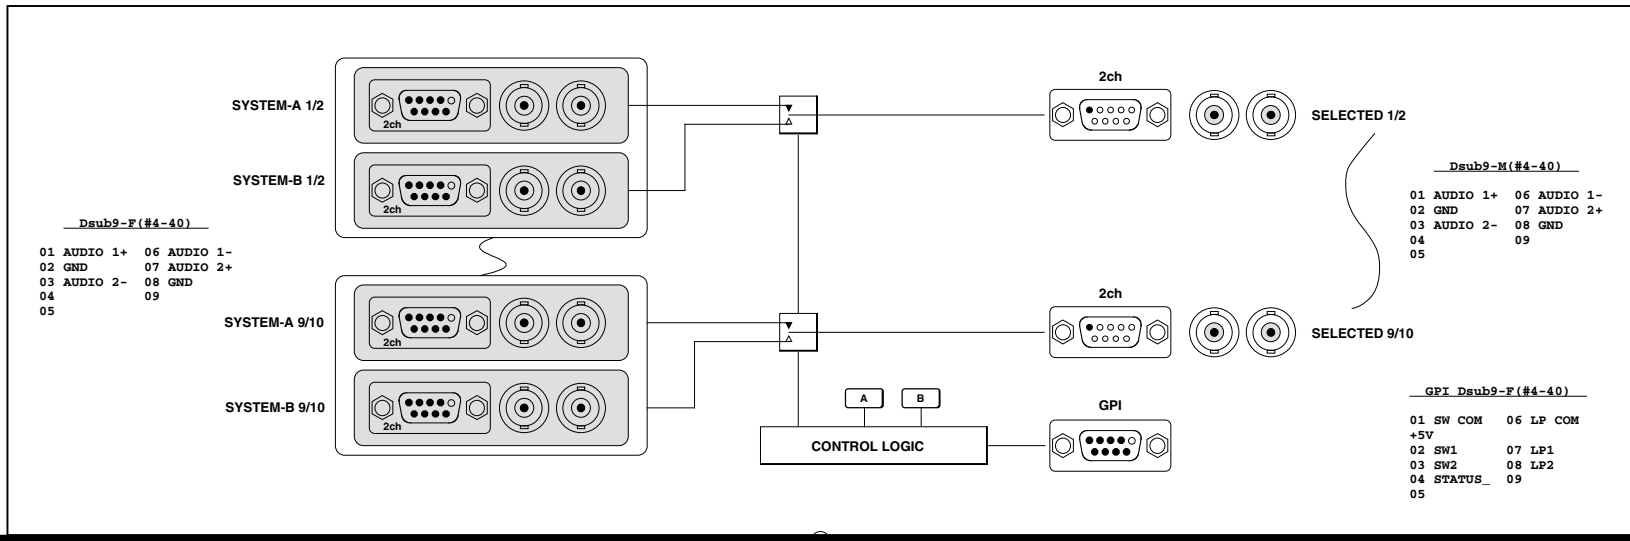 2ch
SYSTEM-A 1/2
2ch
SELECTED 1/2
Dsub9-M(#4-40)
SYSTEM-B 1/2
2ch
01 AUDIO 1+ 06 AUDIO 1-
02 GND 07 AUDIO 2+
03 AUDIO 2- 08 GND
04 09
05
Dsub9-F(#4-40)
01 AUDIO 1+ 06 AUDIO 1-
02 GND 07 AUDIO 2+
03 AUDIO 2- 08 GND
04 09
05
2ch
SYSTEM-A 9/10
2ch
SELECTED 9/10
SYSTEM-B 9/10
2ch
A B
GPI
CONTROL LOGIC
GPI Dsub9-F(#4-40)
01 SW COM 06 LP COM
+5V
02 SW1 07 LP1
03 SW2 08 LP2
04 STATUS_ 09
05